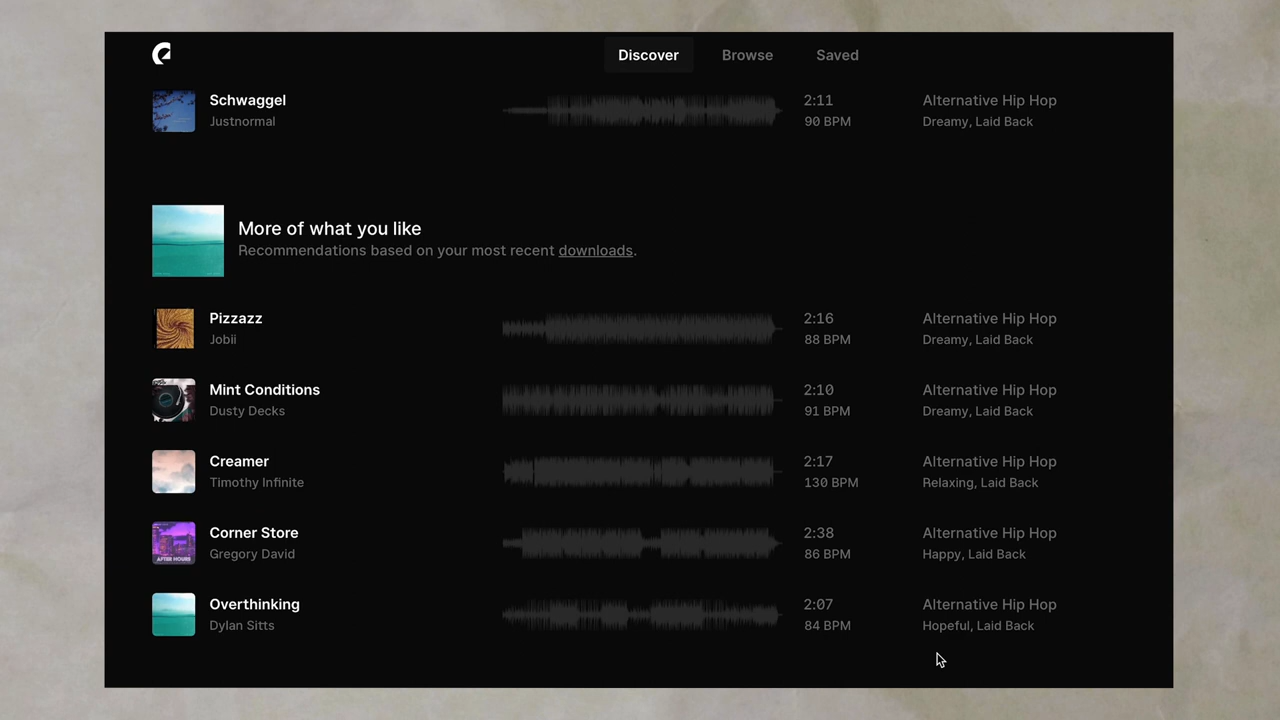 Discover Browse Saved
Schwaggel 2:11 Alternative Hip Hop
Justnormal 90 BPM Dreamy, Laid Back
More of what you like
Recommendations based on your most recent downloads.
Pizzazz 2:16 Alternative Hip Hop
Jobii 88 BPM Dreamy, Laid Back
Mint Conditions 2:10 Alternative Hip Hop
Dusty Decks 91 BPM Dreamy, Laid Back
Creamer 2:17 Alternative Hip Hop
Timothy Infinite 130 BPM Relaxing, Laid Back
Corner Store 2:38 Alternative Hip Hop
Gregory David 86 BPM Happy, Laid Back
AFTER HOURS
Overthinking 2:07 Alternative Hip Hop
Dylan Sitts 84 BPM Hopeful, Laid Back